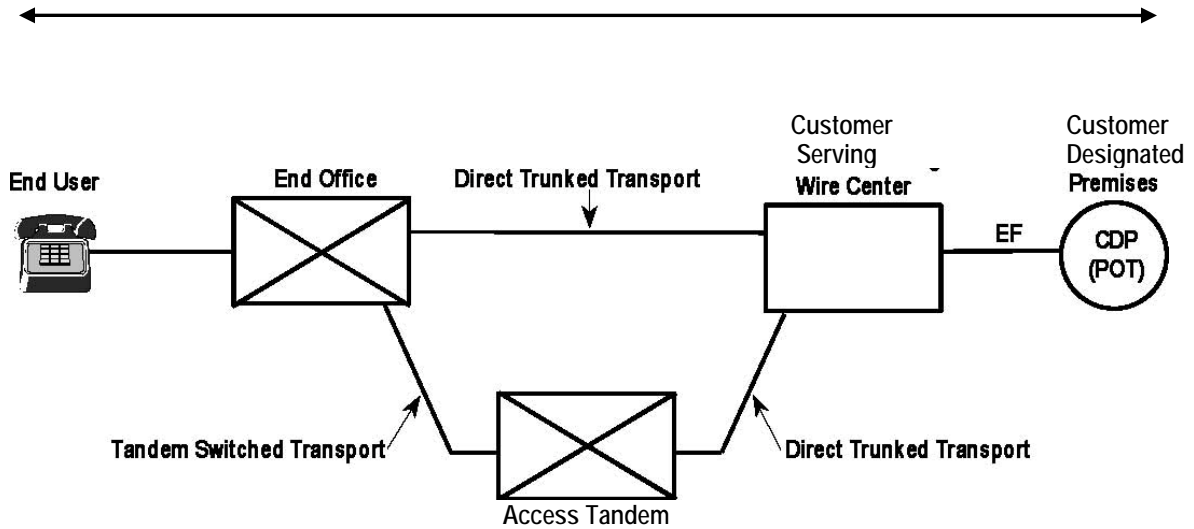 Customer
Serving
Wire Center
Customer
Designated
Premises
End User
End Office
Direct Trunked Transport
EF
CDP
(POT)
Tandem Switched Transport
Direct Trunked Transport
Access Tandem